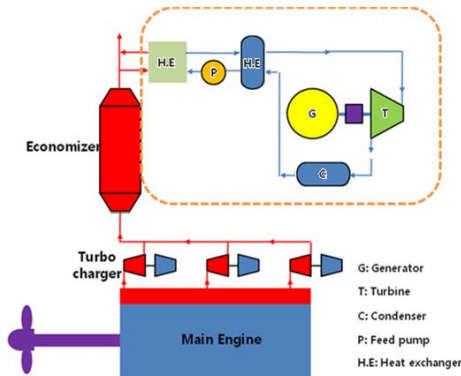 H.E
P
H.E
G
T
C
Economizer
Turbo
charger
Main Engine
G: Generator
T: Turbine
C: Condenser
P: Feed pump
H.E: Heat exchanger